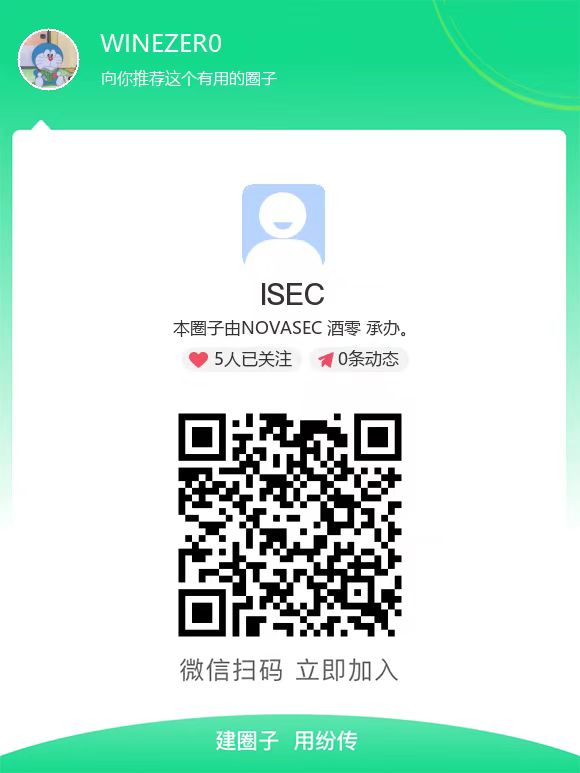 WINEZER0
向你推荐这个有用的圈子
ISEC
本圈子由NOVASEC 酒零 承办。
5人已关注 0条动态
微信扫码 立即加入
建圈子 用纷传